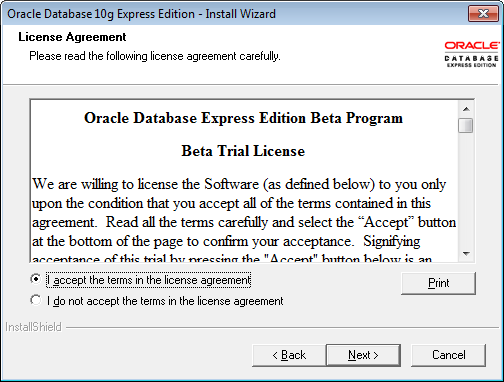 Oracle Database 10g Express Edition - Install Wizard
License Agreement
Please read the following license agreement carefully.
ORACLE
DATABASE
EXPRESS EDITION
Oracle Database Express Edition Beta Program
Beta Trial License
We are willing to license the Software (as defined below) to you only
upon the condition that you accept all of the terms contained in this
agreement. Read all the terms carefully and select the “Accept” button
at the bottom of the page to confirm your acceptance. Signifying
acceptance of this trial by pressing the "Accept" button below is an
I accept the terms in the license agreement
Print
I do not accept the terms in the license agreement
InstallShield
< Back
Next >
Cancel